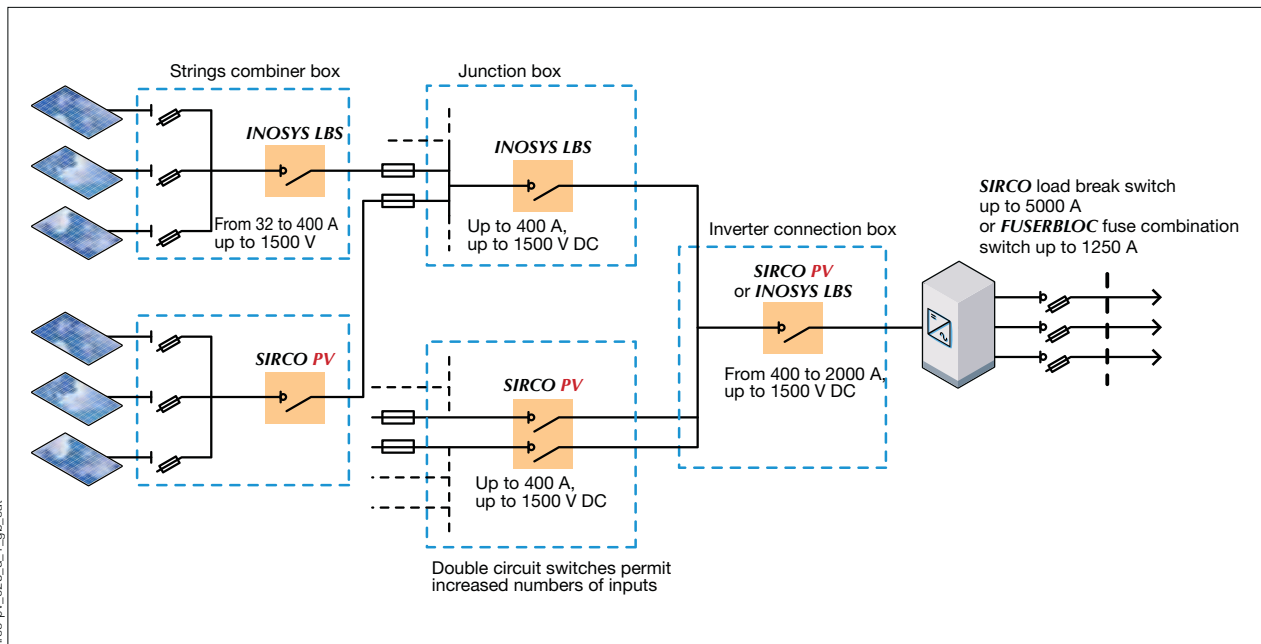 Strings combiner box
INOSYS LBS
From 32 to 400 A
up to 1500 V
SIRCO PV
Junction box
INOSYS LBS
Up to 400 A,
up to 1500 V DC
SIRCO PV
Up to 400 A,
up to 1500 V DC
Double circuit switches permit
increased numbers of inputs
Inverter connection box
SIRCO PV
or INOSYS LBS
From 400 to 2000 A,
up to 1500 V DC
SIRCO load break switch
up to 5000 A
or FUSERBLOC fuse combination
switch up to 1250 A